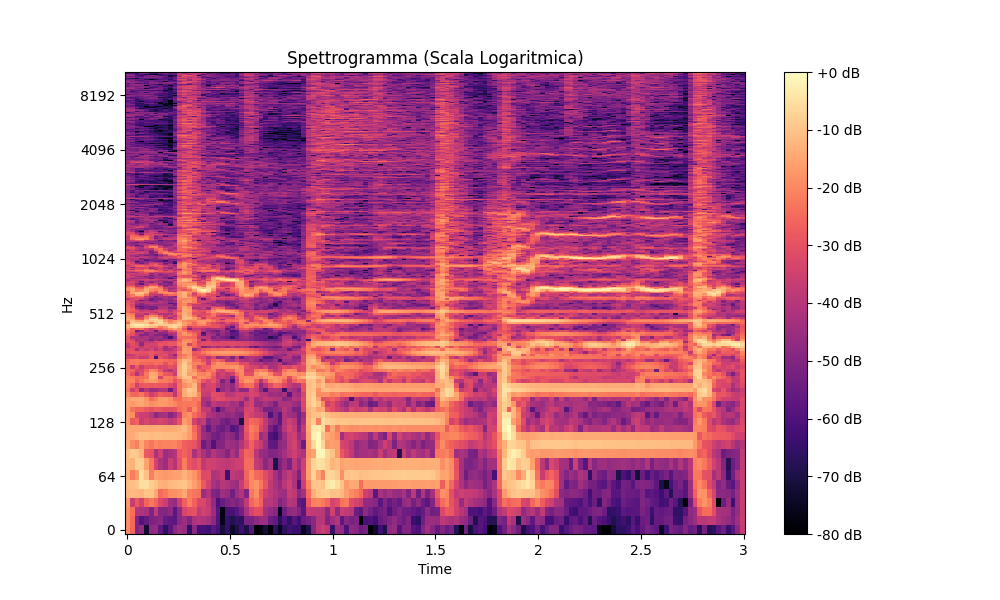 Spettrogramma (Scala Logaritmica)
Hz
8192
4096
2048
1024
512
256
128
64
0
0 0.5 1 1.5 2 2.5 3
Time
+0 dB
-10 dB
-20 dB
-30 dB
-40 dB
-50 dB
-60 dB
-70 dB
-80 dB